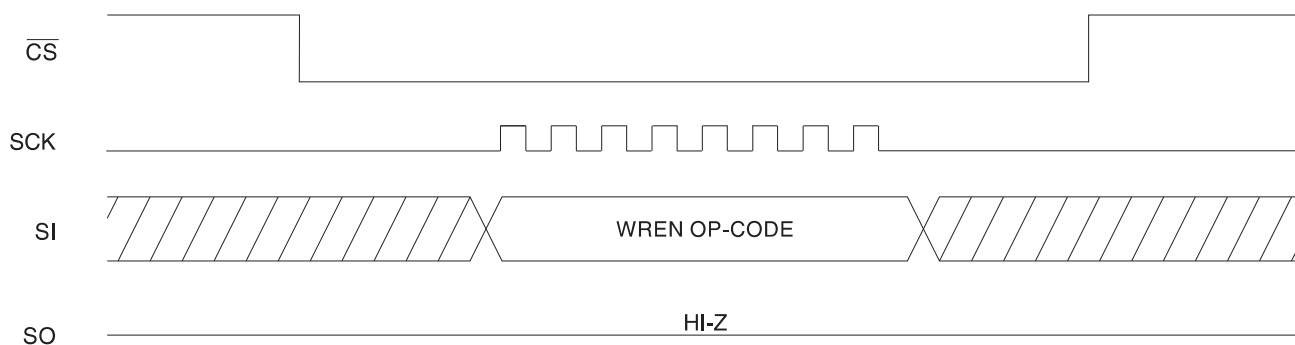 CS
SCK
SI
WREN OP-CODE
HI-Z
SO